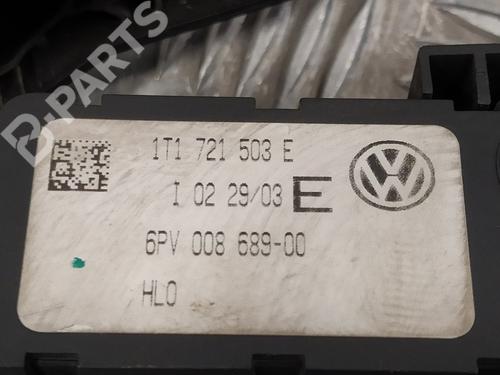 B-PARTS
1T1 721 503 E
I 02 29/03 E
6PV 008 689-00
HLO